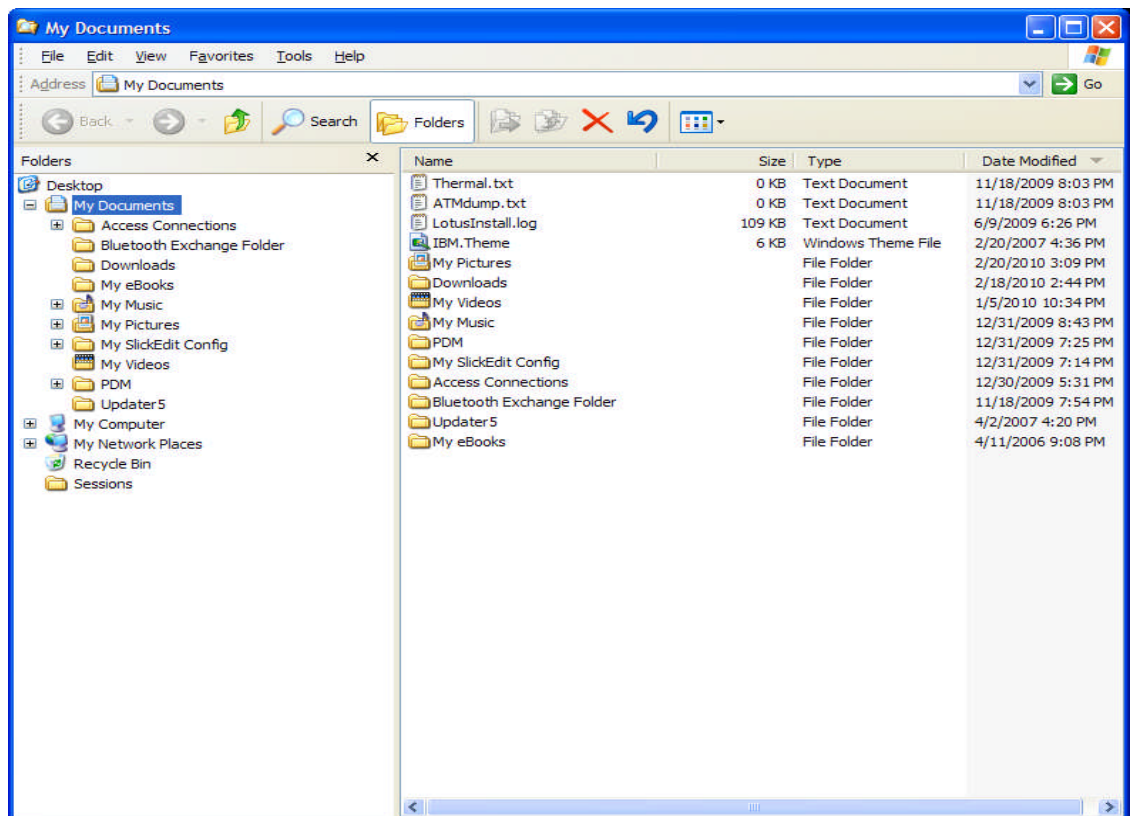 My Documents
File Edit View Favorites Tools Help
Address My Documents Go
Back Search Folders
Folders
Desktop
My Documents
Access Connections
Bluetooth Exchange Folder
Downloads
My eBooks
My Music
My Pictures
My SlickEdit Config
My Videos
PDM
Updater5
My Computer
My Network Places
Recycle Bin
Sessions
Name Size Type Date Modified
Thermal.txt 0 KB Text Document 11/18/2009 8:03 PM
ATMdump.txt 0 KB Text Document 11/18/2009 8:03 PM
LotusInstall.log 109 KB Text Document 6/9/2009 6:26 PM
IBM.Theme 6 KB Windows Theme File 2/20/2007 4:36 PM
My Pictures File Folder 2/20/2010 3:09 PM
Downloads File Folder 2/18/2010 2:44 PM
My Videos File Folder 1/5/2010 10:34 PM
My Music File Folder 12/31/2009 8:43 PM
PDM File Folder 12/31/2009 7:25 PM
My SlickEdit Config File Folder 12/31/2009 7:14 PM
Access Connections File Folder 12/30/2009 5:31 PM
Bluetooth Exchange Folder File Folder 11/18/2009 7:54 PM
Updater5 File Folder 4/2/2007 4:20 PM
My eBooks File Folder 4/11/2006 9:08 PM